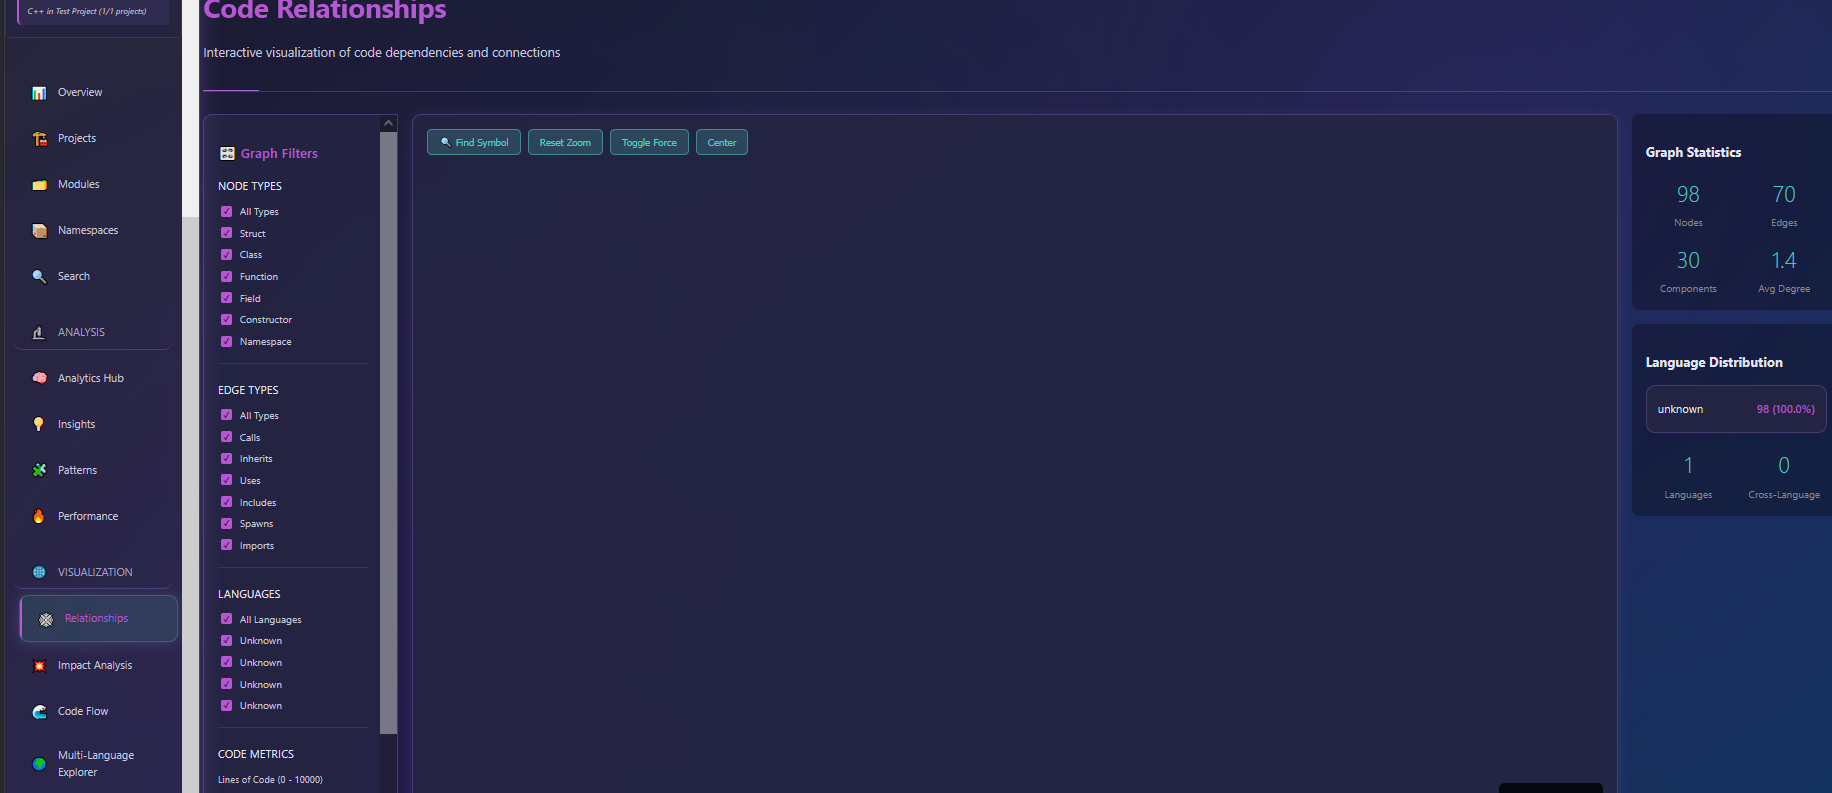 C++ in Test Project (1/1 projects)
Overview
Projects
Modules
Namespaces
Search
ANALYSIS
Analytics Hub
Insights
Patterns
Performance
VISUALIZATION
Relationships
Impact Analysis
Code Flow
Multi-Language
Explorer
Code Relationships
Interactive visualization of code dependencies and connections
Graph Filters
NODE TYPES
All Types
Struct
Class
Function
Field
Constructor
Namespace
EDGE TYPES
All Types
Calls
Inherits
Uses
Includes
Spawns
Imports
LANGUAGES
All Languages
Unknown
Unknown
Unknown
Unknown
CODE METRICS
Lines of Code (0 - 10000)
Find Symbol
Reset Zoom
Toggle Force
Center
Graph Statistics
98 70
Nodes Edges
30 1.4
Components Avg Degree
Language Distribution
unknown 98 (100.0%)
1 0
Languages Cross-Language